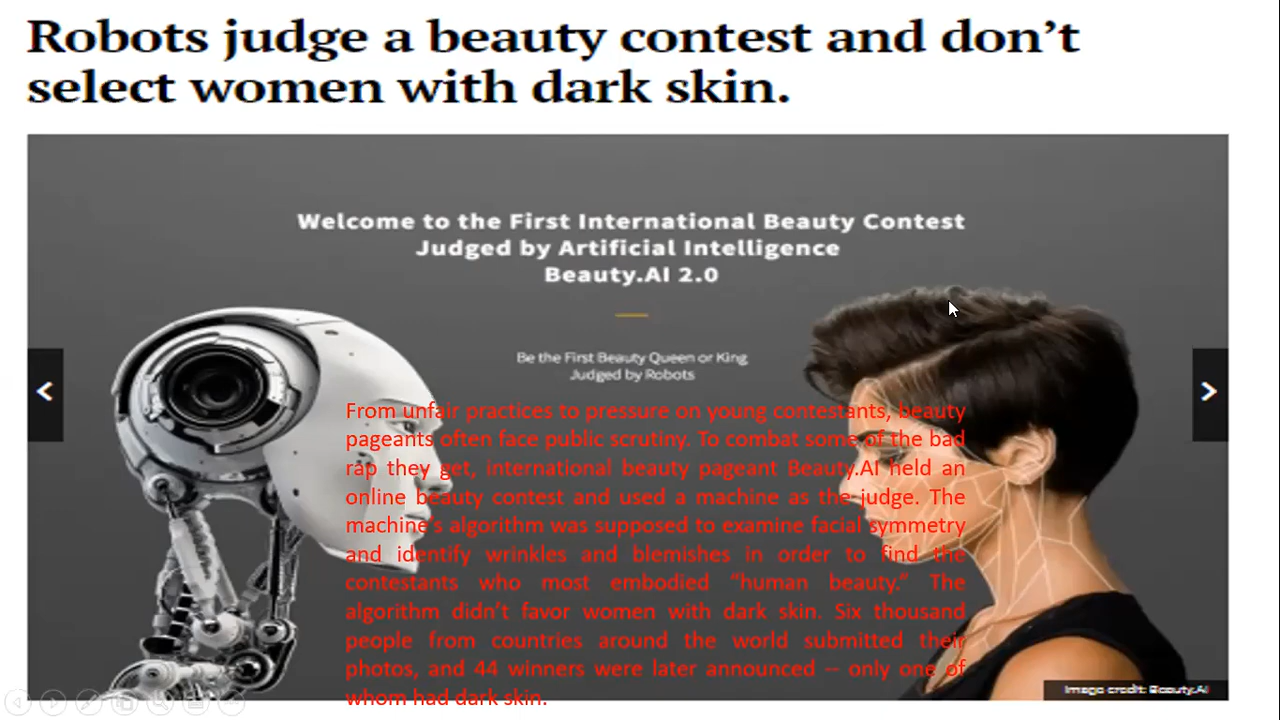 Robots judge a beauty contest and don't
select women with dark skin.
Welcome to the First International Beauty Contest
Judged by Artificial Intelligence
Beauty.AI 2.0
Be the First Beauty Queen or King
Judged by Robots
From unfair practices to pressure on young contestants, beauty
pageants often face public scrutiny. To combat some of the bad
rap they get, international beauty pageant Beauty.AI held an
online beauty contest and used a machine as the judge. The
machine's algorithm was supposed to examine facial symmetry
and identify wrinkles and blemishes in order to find the
contestants who most embodied “human beauty.” The
algorithm didn't favor women with dark skin. Six thousand
people from countries around the world submitted their
photos, and 44 winners were later announced -- only one of
whom had dark skin.
Image credit: Beauty.AI